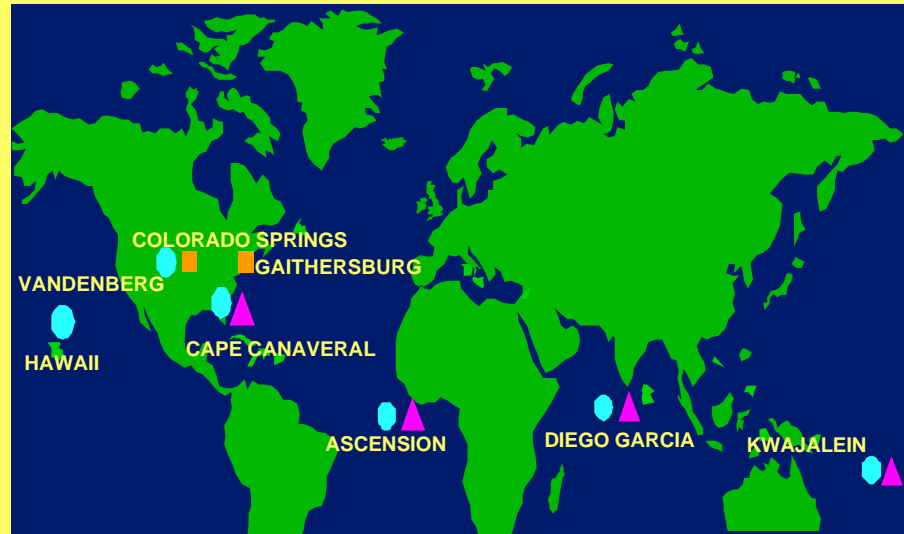 COLORADO SPRINGS
GAITHERSBURG
VANDENBERG
CAPE CANAVERAL
HAWAII
ASCENSION
DIEGO GARCIA
KWAJALEIN